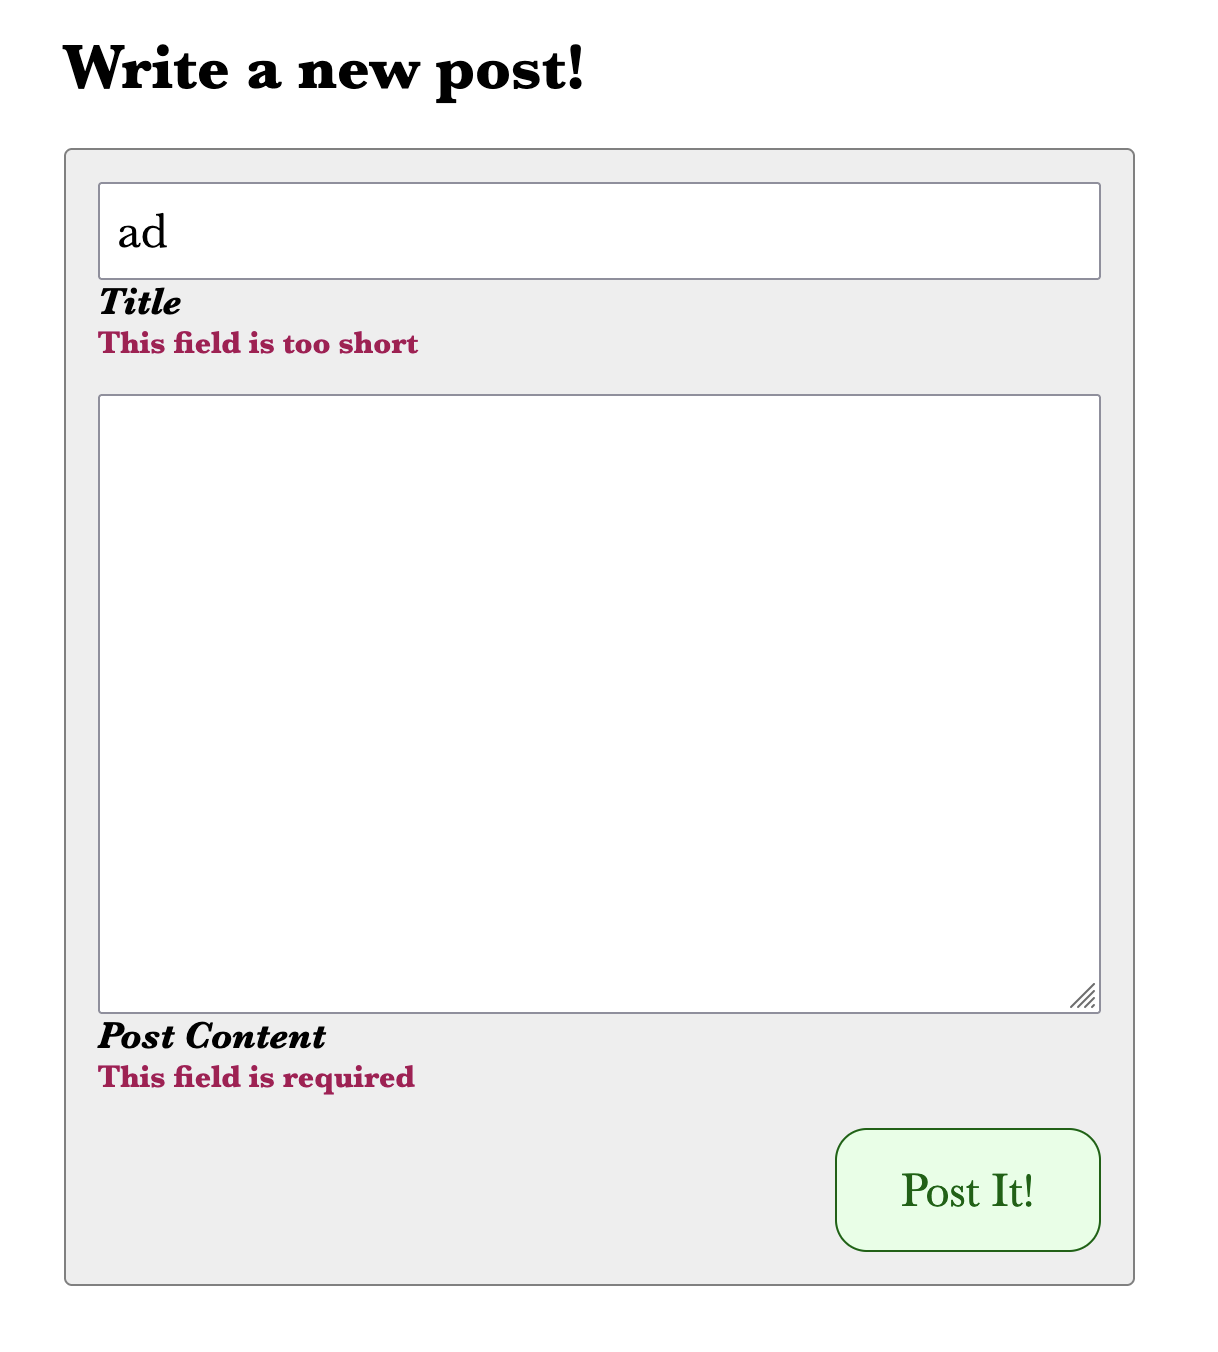 Write a new post!
ad
Title
This field is too short
Post Content
This field is required
Post It!